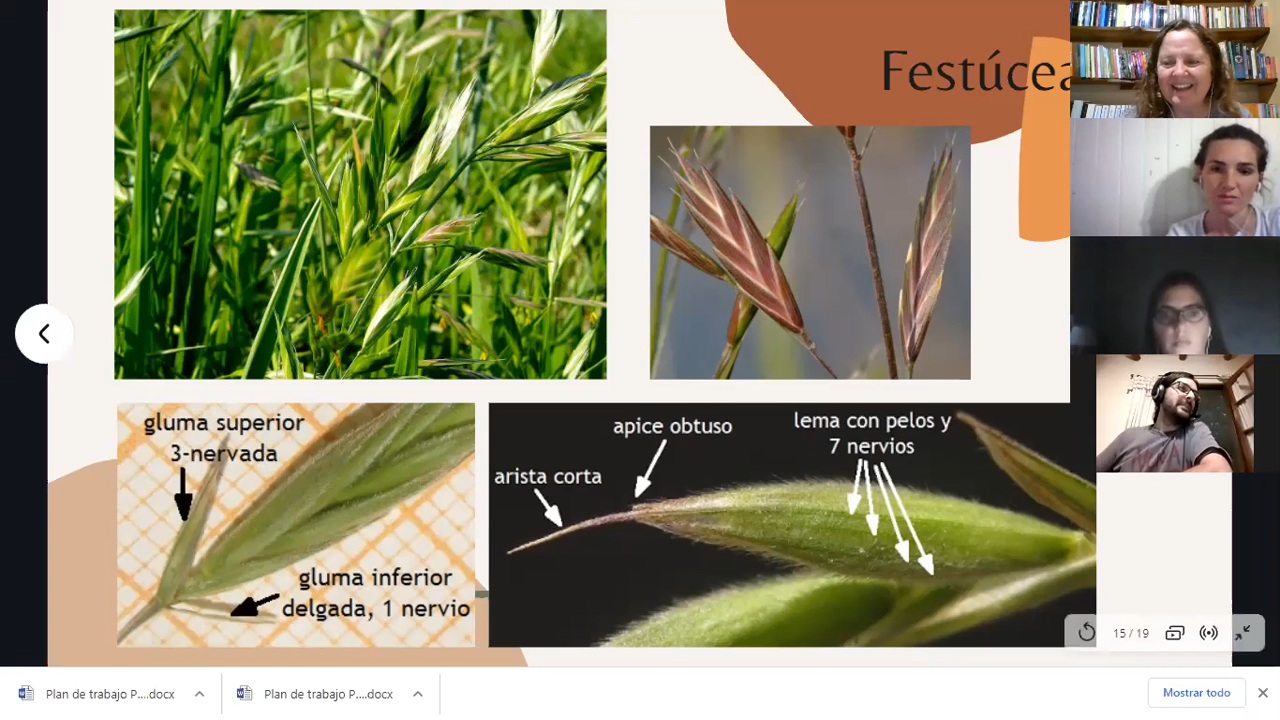 Festúcea
gluma superior
3-nervada
gluma inferior
delgada, 1 nervio
apice obtuso
arista corta
lema con pelos y
7 nervios
15 / 19
Plan de trabajo P....docx
Plan de trabajo P....docx
Mostrar todo